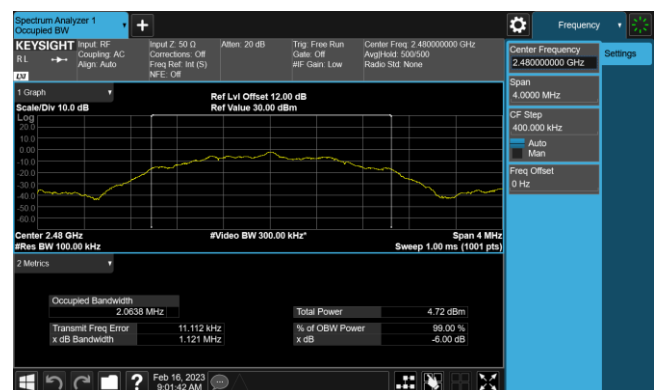 Spectrum Analyzer 1
Occupied BW
Frequency
KEYSIGHT
RL
LXI
Input: RF
Coupling: AC
Align: Auto
Input Z: 50 Ω
Corrections: Off
Freq Ref: Int (S)
NFE: Off
Atten: 20 dB
Trig: Free Run
Gate: Off
#IF Gain: Low
Center Freq: 2.480000000 GHz
Avg|Hold: 500/500
Radio Std: None
Center Frequency
2.480000000 GHz
Settings
Span
4.0000 MHz
CF Step
400.000 kHz
Auto
Man
Freq Offset
0 Hz
1 Graph
Scale/Div 10.0 dB
Ref Lvl Offset 12.00 dB
Ref Value 30.00 dBm
Log
20.0
10.0
0.00
-10.0
-20.0
-30.0
-40.0
-50.0
-60.0
Center 2.48 GHz
#Video BW 300.00 kHz*
Span 4 MHz
#Res BW 100.00 kHz
Sweep 1.00 ms (1001 pts)
2 Metrics
Occupied Bandwidth
2.0638 MHz
Total Power 4.72 dBm
Transmit Freq Error 11.112 kHz
% of OBW Power 99.00 %
x dB Bandwidth 1.121 MHz
x dB -6.00 dB
?
Feb 16, 2023
9:01:42 AM